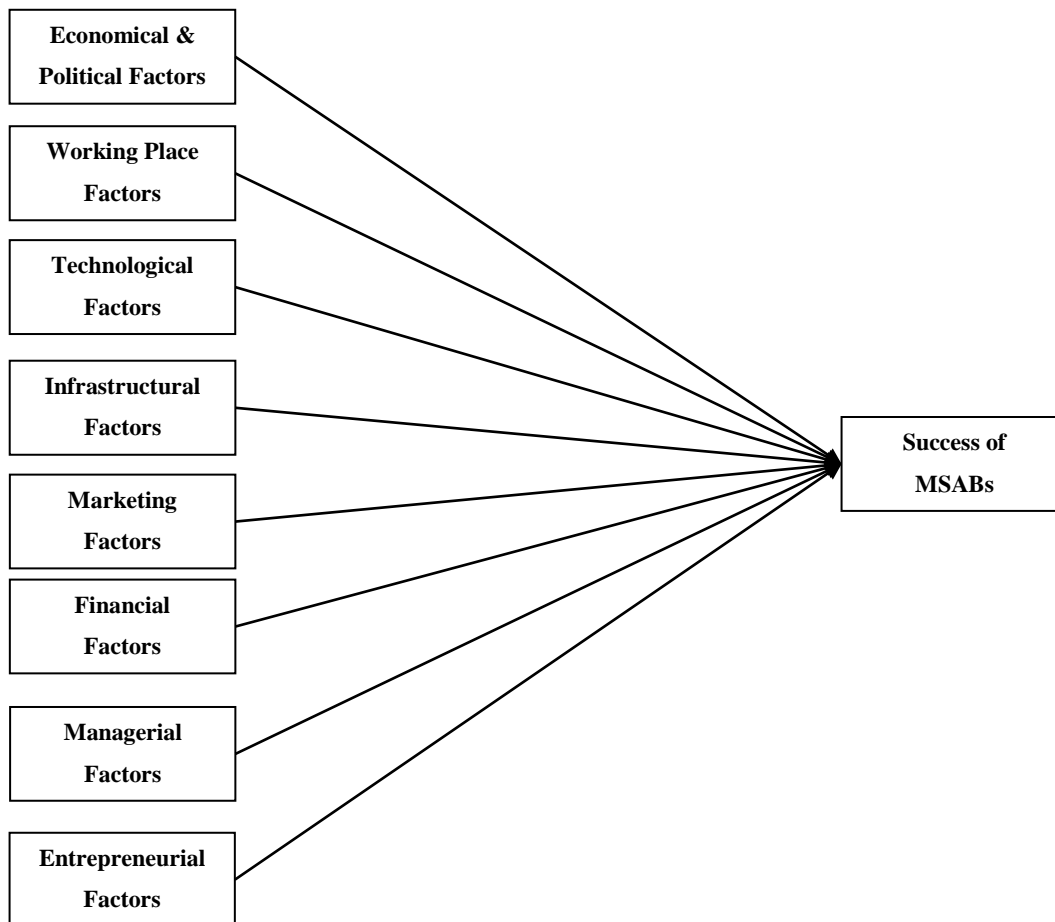 Economical &
Political Factors
Working Place
Factors
Technological
Factors
Infrastructural
Factors
Marketing
Factors
Financial
Factors
Managerial
Factors
Entrepreneurial
Factors
Success of
MSABs